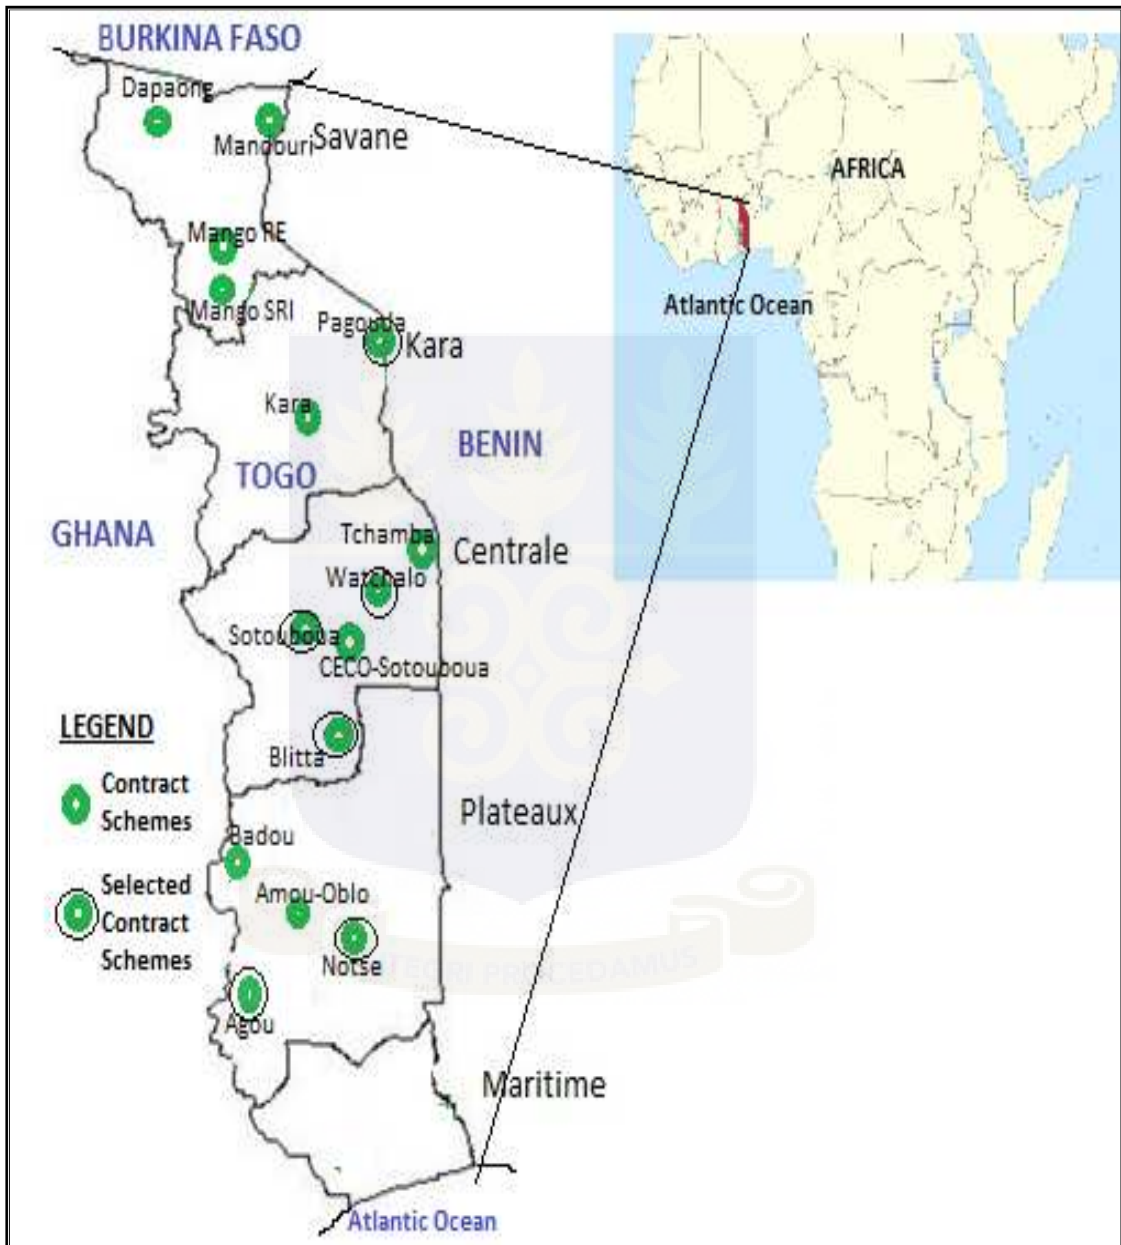 BURKINA FASO
Dapaong
Mandouri
Savane
AFRICA
Mango RE
Mango SRI
Atlantic Ocean
Pagouda
Kara
Kara
BENIN
TOGO
GHANA
Tchamba
Centrale
Watchalo
Sotouboua
CECO-Sotouboua
LEGEND
Blitta
Contract
Schemes
Plateaux
Badou
Selected
Contract
Schemes
Amou-Oblo
Notse
INTEGRI PROCEDAMUS
Agou
Maritime
Atlantic Ocean